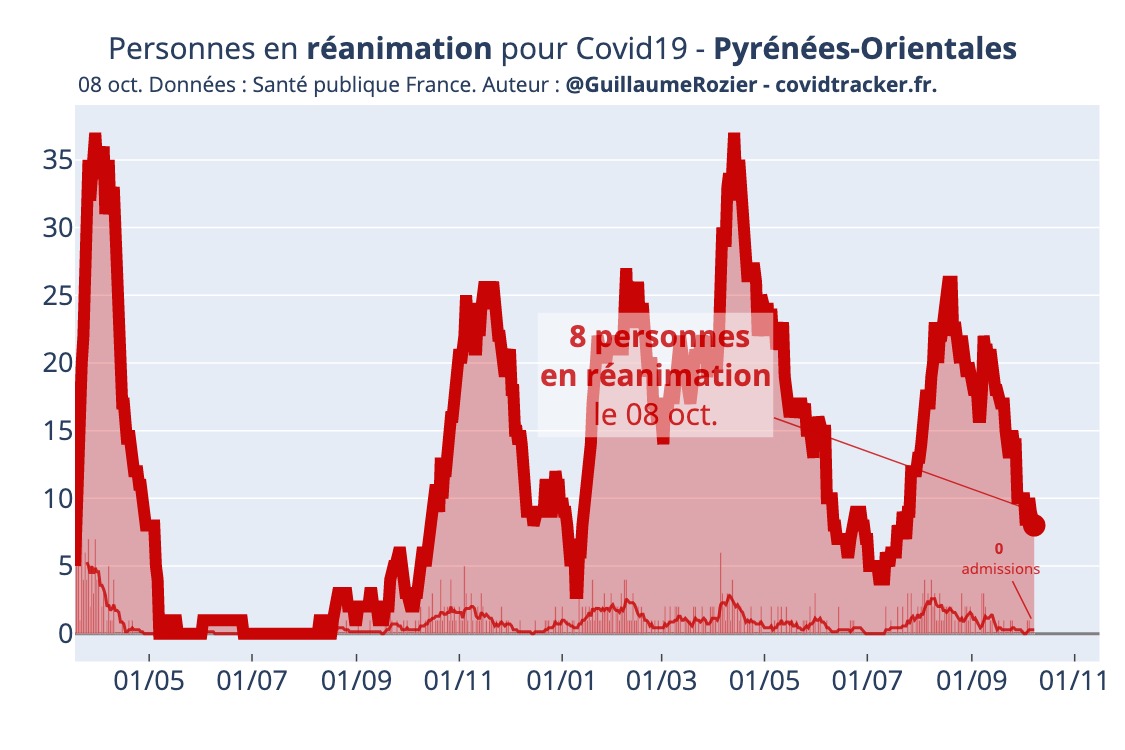 Personnes en réanimation pour Covid19 - Pyrénées-Orientales
08 oct. Données : Santé publique France. Auteur : @GuillaumeRozier - covidtracker.fr.
35
30
25
20
15
10
5
0
8 personnes
en réanimation
le 08 oct.
0
admissions
01/05 01/07 01/09 01/11 01/01 01/03 01/05 01/07 01/09 01/11